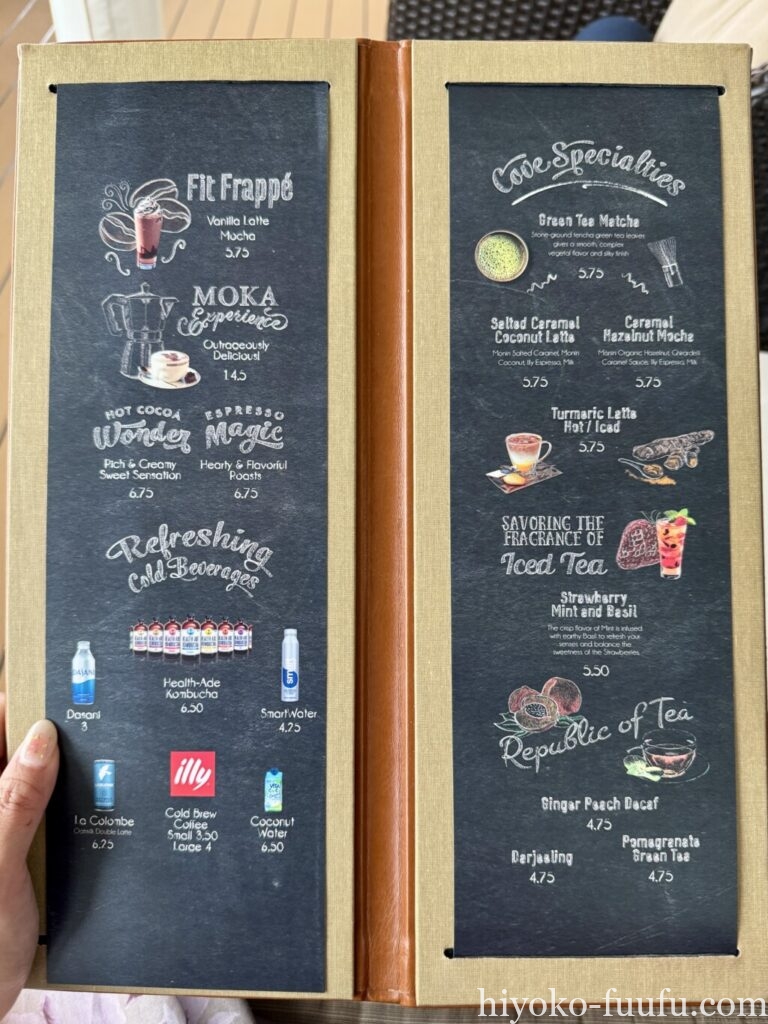 Fit Frappé
Vanilla Latte
Mocha
5.75
MOKA
Experience
Outrageously
Delicious!
14.5
HOT COCOA
Wonder
Rich & Creamy
Sweet Sensation
6.75
ESPRESSO
Magic
Hearty & Flavorful
Roasts
6.75
Refreshing
Cold Beverages
DASANI
Dasani
3
Health-Ade
Kombucha
6.50
smart
SmartWater
4.25
La Colombe
Oatmilk Double Latte
6.25
illy
Cold Brew
Coffee
Small 3.50
Large 4
Coconut
Water
6.50
Cove Specialties
Green Tea Matcha
Stone-ground tencha green tea leaves
gives a smooth, complex
vegetal flavor and silky finish
5.75
Salted Caramel
Coconut Latte
Monin Salted Caramel, Monin
Coconut, Illy Espresso, Milk
5.75
Caramel
Hazelnut Mocha
Monin Organic Hazelnut, Ghirardelli
Caramel Sauce, Illy Espresso, Milk
5.75
Turmeric Latte
Hot / Iced
5.75
SAVORING THE
FRAGRANCE OF
Iced Tea
Strawberry
Mint and Basil
The crisp flavor of Mint is infused
with earthy Basil to refresh your
senses and balance the
sweetness of the Strawberries
5.50
Republic of Tea
Ginger Peach Decaf
4.75
Darjeeling
4.75
Pomegranate
Green Tea
4.75
hiyoko-fuufu.com